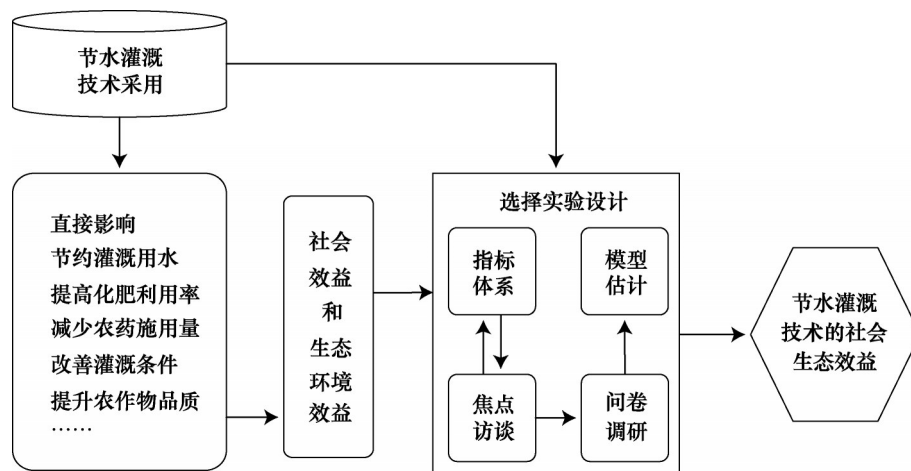 节水灌溉
技术采用
直接影响
节约灌溉用水
提高化肥利用率
减少农药施用量
改善灌溉条件
提升农作物品质
……
社会
效益
和
生态
环境
效益
选择实验设计
指标
体系
模型
估计
焦点
访谈
问卷
调研
节水灌溉
技术的社会
生态效益